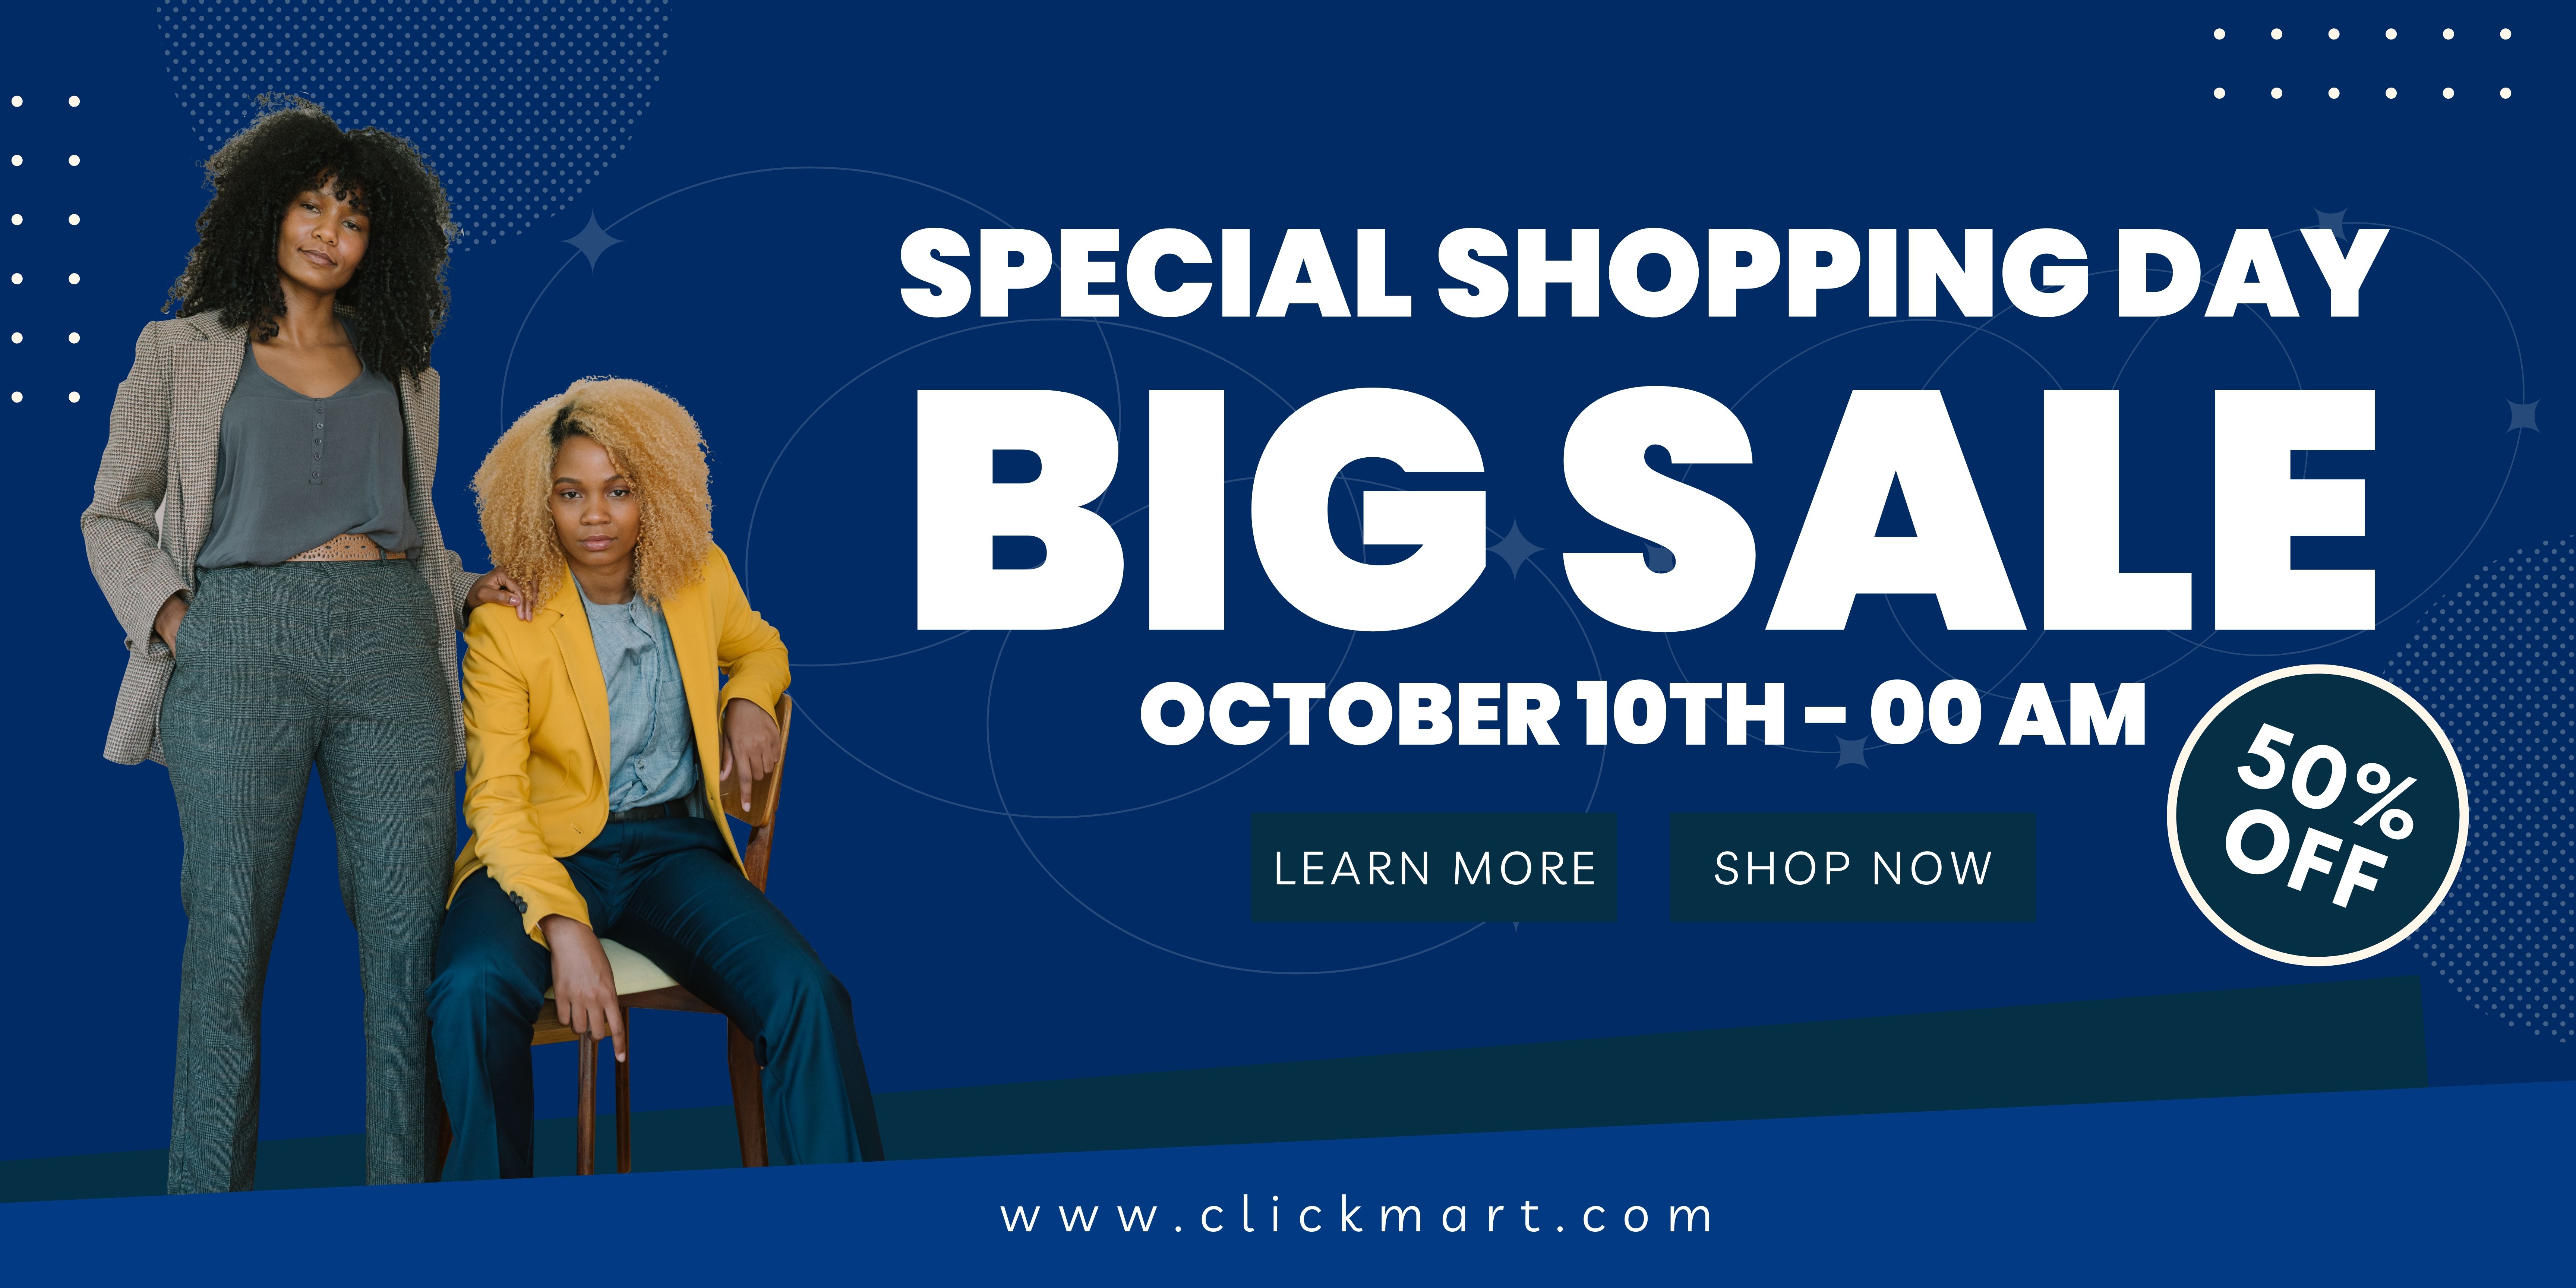 SPECIAL SHOPPING DAY
BIG SALE
OCTOBER 10TH – 00 AM
50%
OFF
LEARN MORE
SHOP NOW
www.clickmart.com